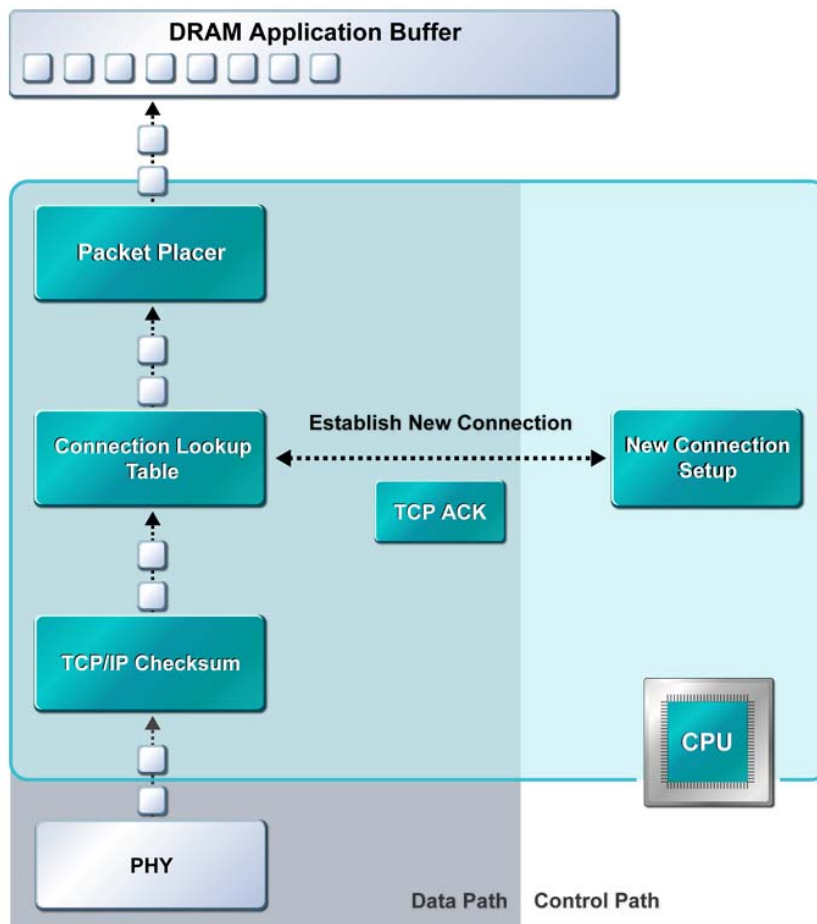 DRAM Application Buffer
Packet Placer
Establish New Connection
Connection Lookup
Table
New Connection
Setup
TCP ACK
TCP/IP Checksum
CPU
PHY
Data Path
Control Path